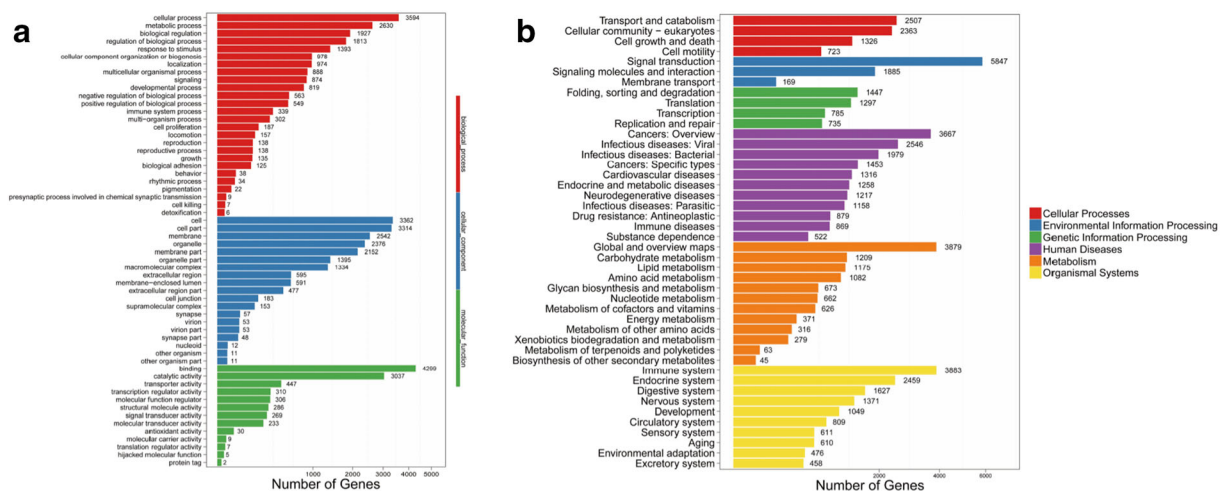 a
cellular process 3594
metabolic process 2630
biological regulation 1927
regulation of biological process 1813
response to stimulus 1393
cellular component organization or biogenesis 979
localization 974
multicellular organismal process 888
signaling 874
developmental process 819
negative regulation of biological process 563
positive regulation of biological process 549
immune system process 339
multi-organism process 302
cell proliferation 187
locomotion 157
reproduction 138
reproductive process 138
growth 135
biological adhesion 125
behavior 38
rhythmic process 34
pigmentation 22
presynaptic process involved in chemical synaptic transmission 9
cell killing 7
detoxification 6
cell 3362
cell part 3314
membrane 2542
organelle 2376
membrane part 2152
organelle part 1395
macromolecular complex 1334
extracellular region 595
membrane-enclosed lumen 591
extracellular region part 477
cell junction 183
supramolecular complex 153
synapse 57
virion 53
virion part 53
synapse part 48
nucleoid 12
other organism 11
other organism part 11
binding 4299
catalytic activity 3037
transporter activity 447
transcription regulator activity 310
molecular function regulator 306
structural molecule activity 286
signal transducer activity 269
molecular transducer activity 233
antioxidant activity 30
molecular carrier activity 9
translation regulator activity 7
hijacked molecular function 5
protein tag 2
1000 2000 3000 4000 5000
Number of Genes
biological_process
cellular_component
molecular_function
b
Transport and catabolism 2507
Cellular community − eukaryotes 2363
Cell growth and death 1326
Cell motility 723
Signal transduction 5847
Signaling molecules and interaction 1885
Membrane transport 169
Folding, sorting and degradation 1447
Translation 1297
Transcription 785
Replication and repair 735
Cancers: Overview 3667
Infectious diseases: Viral 2546
Infectious diseases: Bacterial 1979
Cancers: Specific types 1453
Cardiovascular diseases 1316
Endocrine and metabolic diseases 1258
Neurodegenerative diseases 1217
Infectious diseases: Parasitic 1158
Drug resistance: Antineoplastic 879
Immune diseases 869
Substance dependence 522
Global and overview maps 3879
Carbohydrate metabolism 1209
Lipid metabolism 1175
Amino acid metabolism 1082
Glycan biosynthesis and metabolism 673
Nucleotide metabolism 662
Metabolism of cofactors and vitamins 626
Energy metabolism 371
Metabolism of other amino acids 316
Xenobiotics biodegradation and metabolism 279
Metabolism of terpenoids and polyketides 63
Biosynthesis of other secondary metabolites 45
Immune system 3883
Endocrine system 2459
Digestive system 1627
Nervous system 1371
Development 1049
Circulatory system 809
Sensory system 611
Aging 610
Environmental adaptation 476
Excretory system 458
2000 4000 6000
Number of Genes
Cellular Processes
Environmental Information Processing
Genetic Information Processing
Human Diseases
Metabolism
Organismal Systems